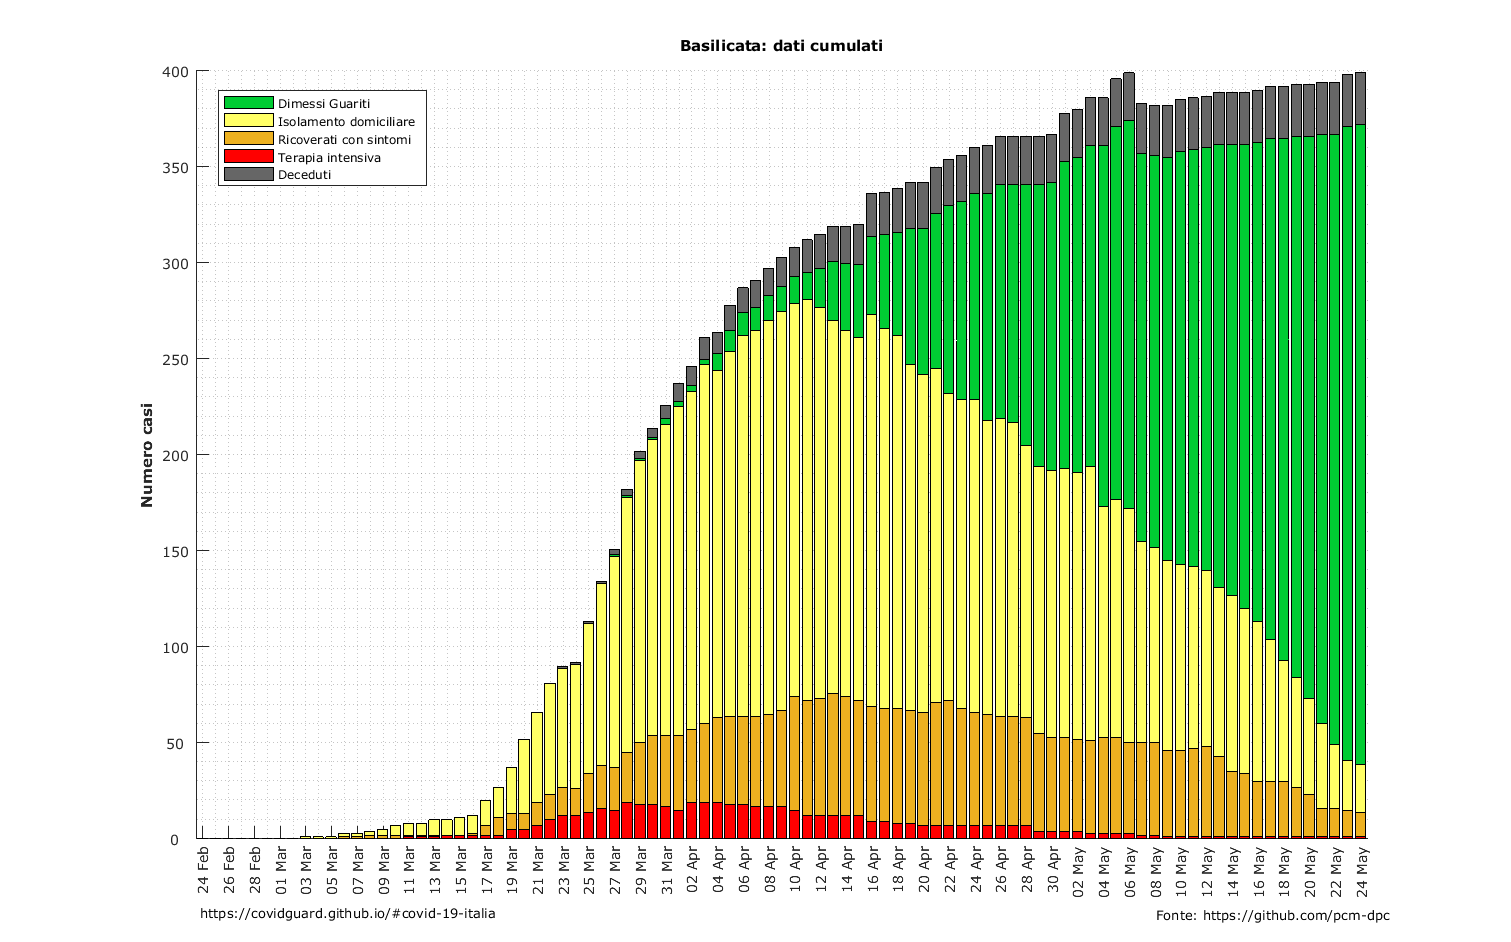 Basilicata: dati cumulati
400
350
300
250
200
150
100
50
0
Numero casi
Dimessi Guariti
Isolamento domiciliare
Ricoverati con sintomi
Terapia intensiva
Deceduti
24 Feb
26 Feb
28 Feb
01 Mar
03 Mar
05 Mar
07 Mar
09 Mar
11 Mar
13 Mar
15 Mar
17 Mar
19 Mar
21 Mar
23 Mar
25 Mar
27 Mar
29 Mar
31 Mar
02 Apr
04 Apr
06 Apr
08 Apr
10 Apr
12 Apr
14 Apr
16 Apr
18 Apr
20 Apr
22 Apr
24 Apr
26 Apr
28 Apr
30 Apr
02 May
04 May
06 May
08 May
10 May
12 May
14 May
16 May
18 May
20 May
22 May
24 May
https://covidguard.github.io/#covid-19-italia
Fonte: https://github.com/pcm-dpc